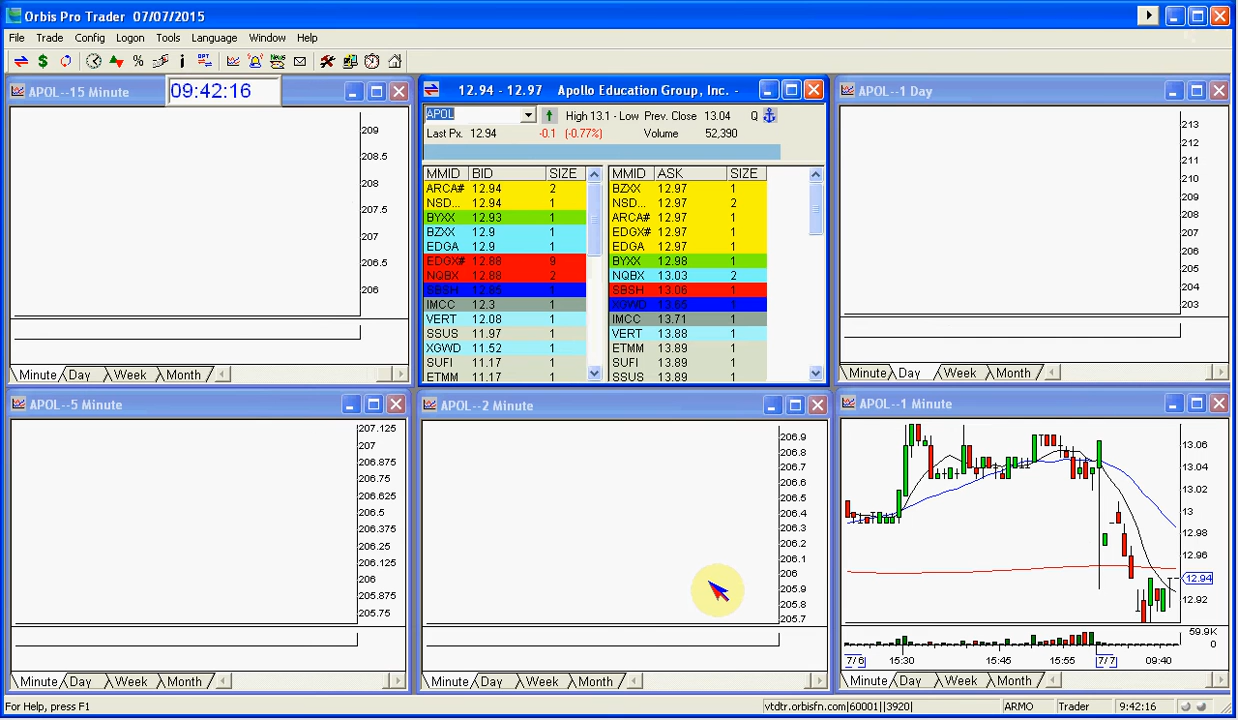 Orbis Pro Trader 07/07/2015
File Trade Config Logon Tools Language Window Help
APOL--15 Minute
09:42:16
209
208.5
208
207.5
207
206.5
206
Minute Day Week Month
12.94 - 12.97 Apollo Education Group, Inc. -
APOL High 13.1 - Low Prev. Close 13.04 Q
Last Px. 12.94 -0.1 (-0.77%) Volume 52,390
MMID BID SIZE MMID ASK SIZE
ARCA# 12.94 2 BZXX 12.97 1
NSD... 12.94 1 NSD... 12.97 2
BYXX 12.93 1 ARCA# 12.97 1
BZXX 12.9 1 EDGX# 12.97 1
EDGA 12.9 1 EDGA 12.97 1
EDGX# 12.88 9 BYXX 12.98 1
NQBX 12.88 2 NQBX 13.03 2
SBSH 12.85 1 SBSH 13.06 1
IMCC 12.3 1 XGWD 13.65 1
VERT 12.08 1 IMCC 13.71 1
SSUS 11.97 1 VERT 13.88 1
XGWD 11.52 1 ETMM 13.89 1
SUFI 11.17 1 SUFI 13.89 1
ETMM 11.17 1 SSUS 13.89 1
APOL--1 Day
213
212
211
210
209
208
207
206
205
204
203
Minute Day Week Month
APOL--5 Minute
207.125
207
206.875
206.75
206.625
206.5
206.375
206.25
206.125
206
205.875
205.75
Minute Day Week Month
APOL--2 Minute
206.9
206.8
206.7
206.6
206.5
206.4
206.3
206.2
206.1
206
205.9
205.8
205.7
Minute Day Week Month
APOL--1 Minute
13.06
13.04
13.02
13
12.98
12.96
12.94
12.92
59.9K
0
7/6 15:30 15:45 15:55 7/7 09:40
Minute Day Week Month
For Help, press F1 vtdtr.orbisfn.com|60001||3920| ARMO Trader 9:42:16